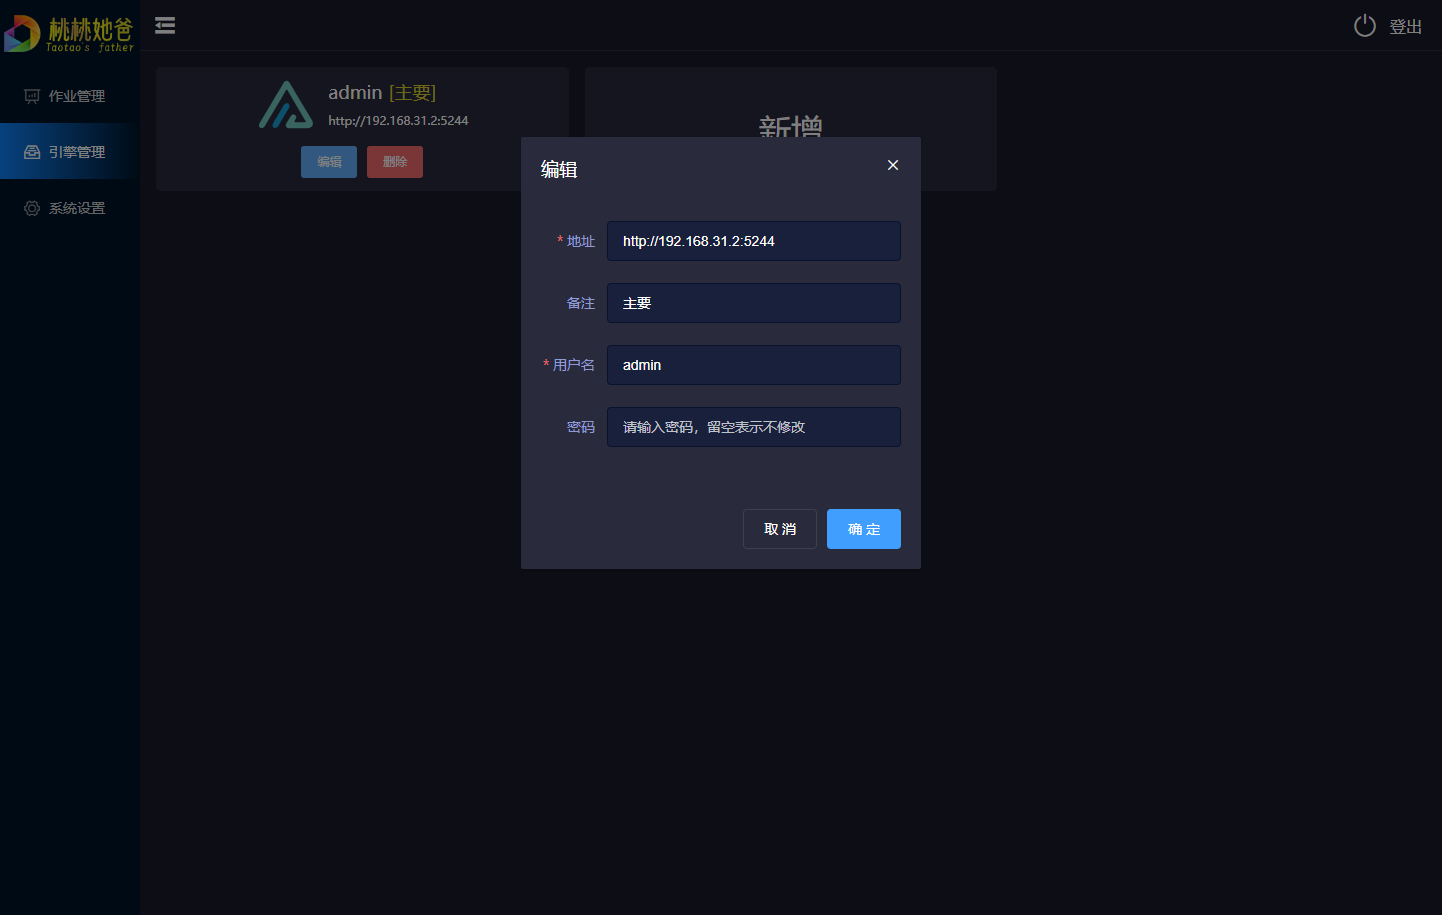 桃桃她爸
Taotao's father
登出
作业管理
引擎管理
系统设置
admin [主要]
http://192.168.31.2:5244
编辑
删除
新增
编辑
* 地址
http://192.168.31.2:5244
备注
主要
* 用户名
admin
密码
请输入密码，留空表示不修改
取 消
确 定